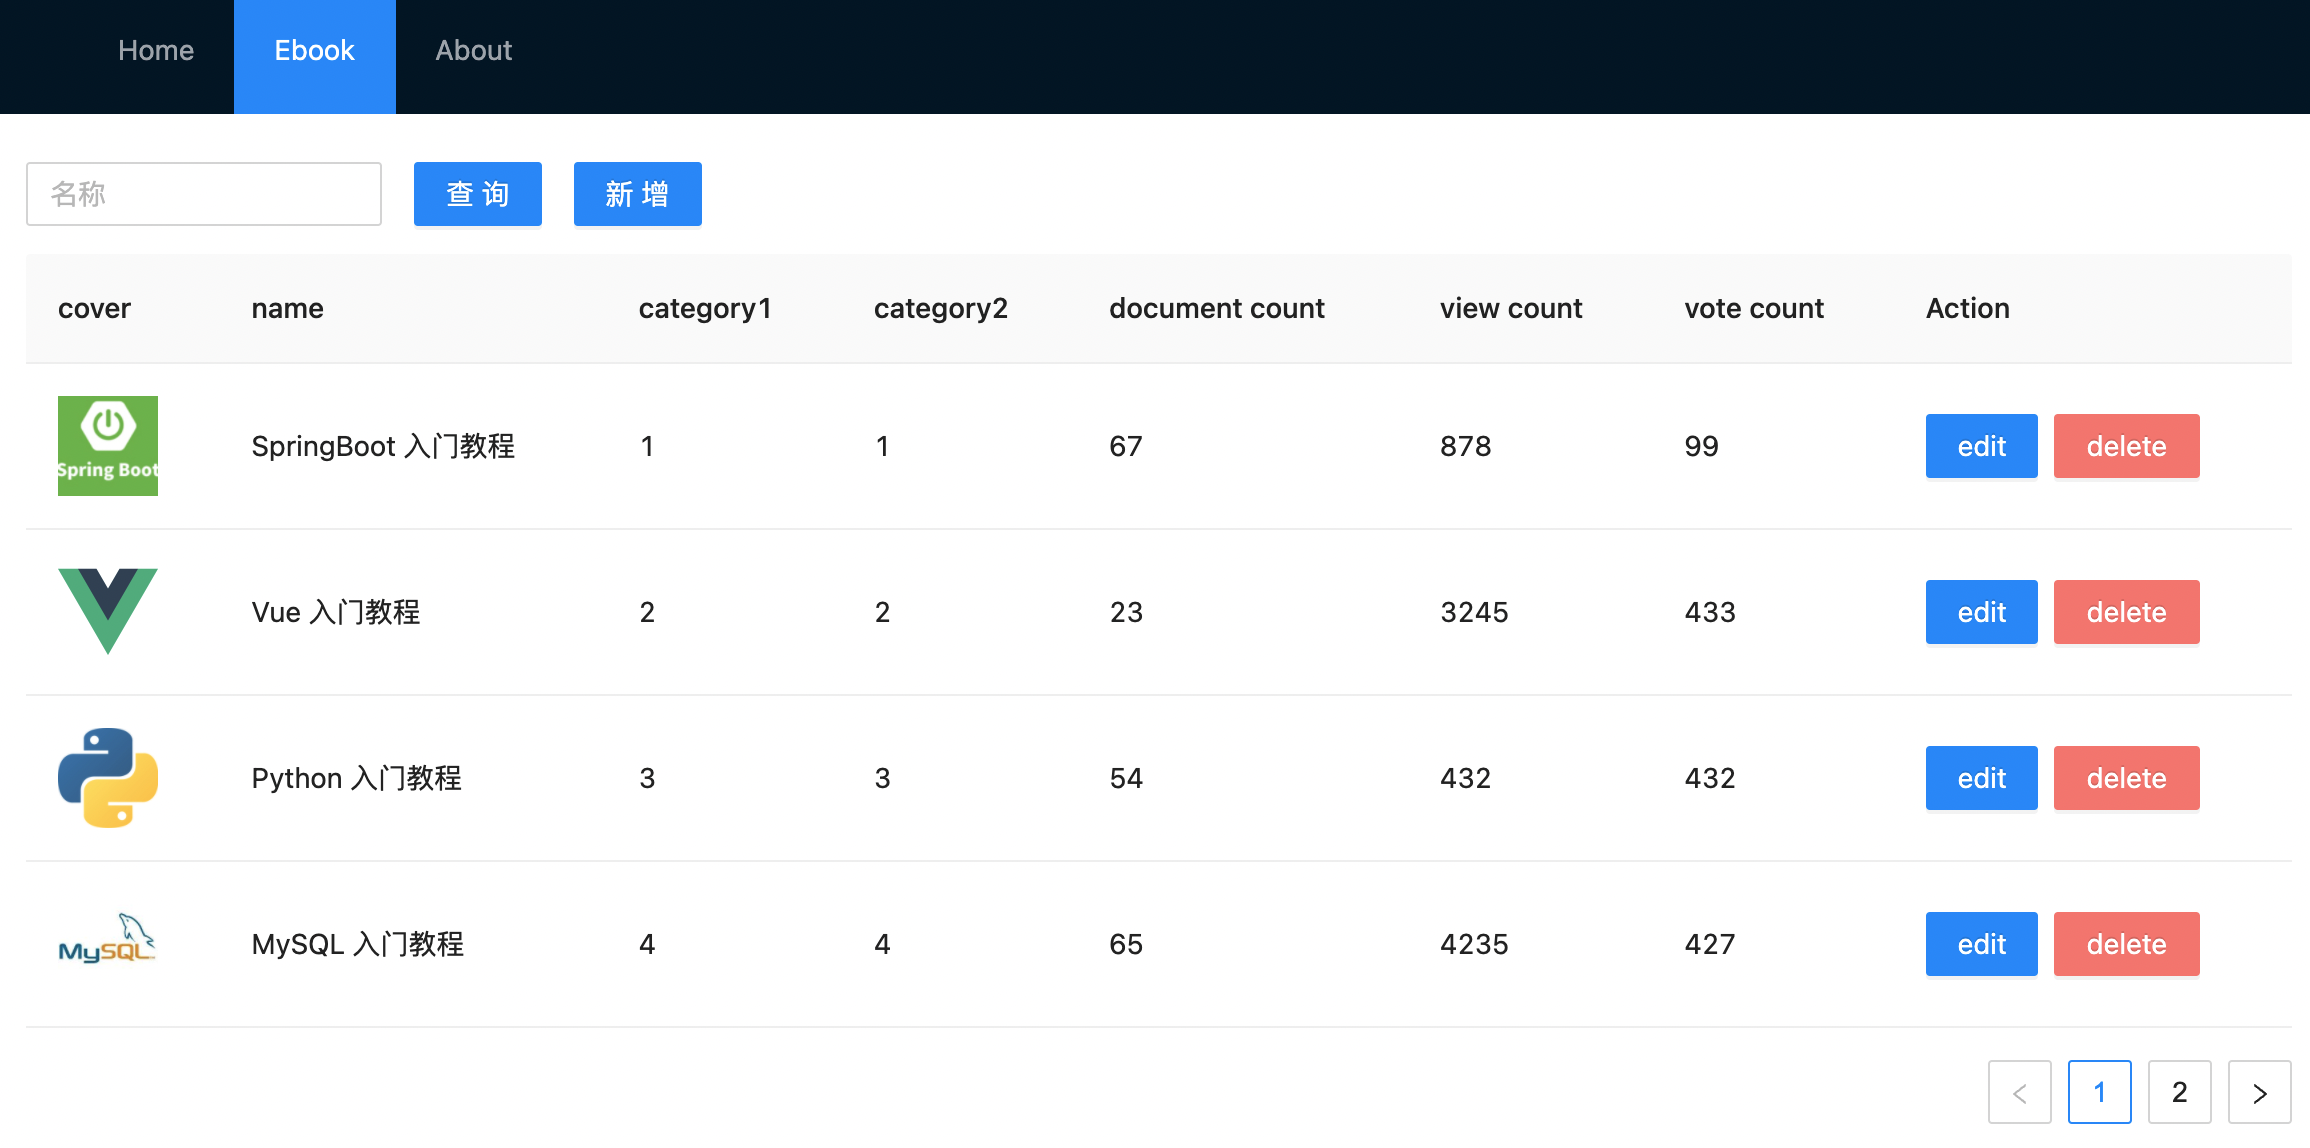 Home Ebook About
名称 查 询 新 增
cover name category1 category2 document count view count vote count Action
Spring Boot SpringBoot 入门教程 1 1 67 878 99 edit delete
Vue 入门教程 2 2 23 3245 433 edit delete
Python 入门教程 3 3 54 432 432 edit delete
MySQL MySQL 入门教程 4 4 65 4235 427 edit delete
< 1 2 >